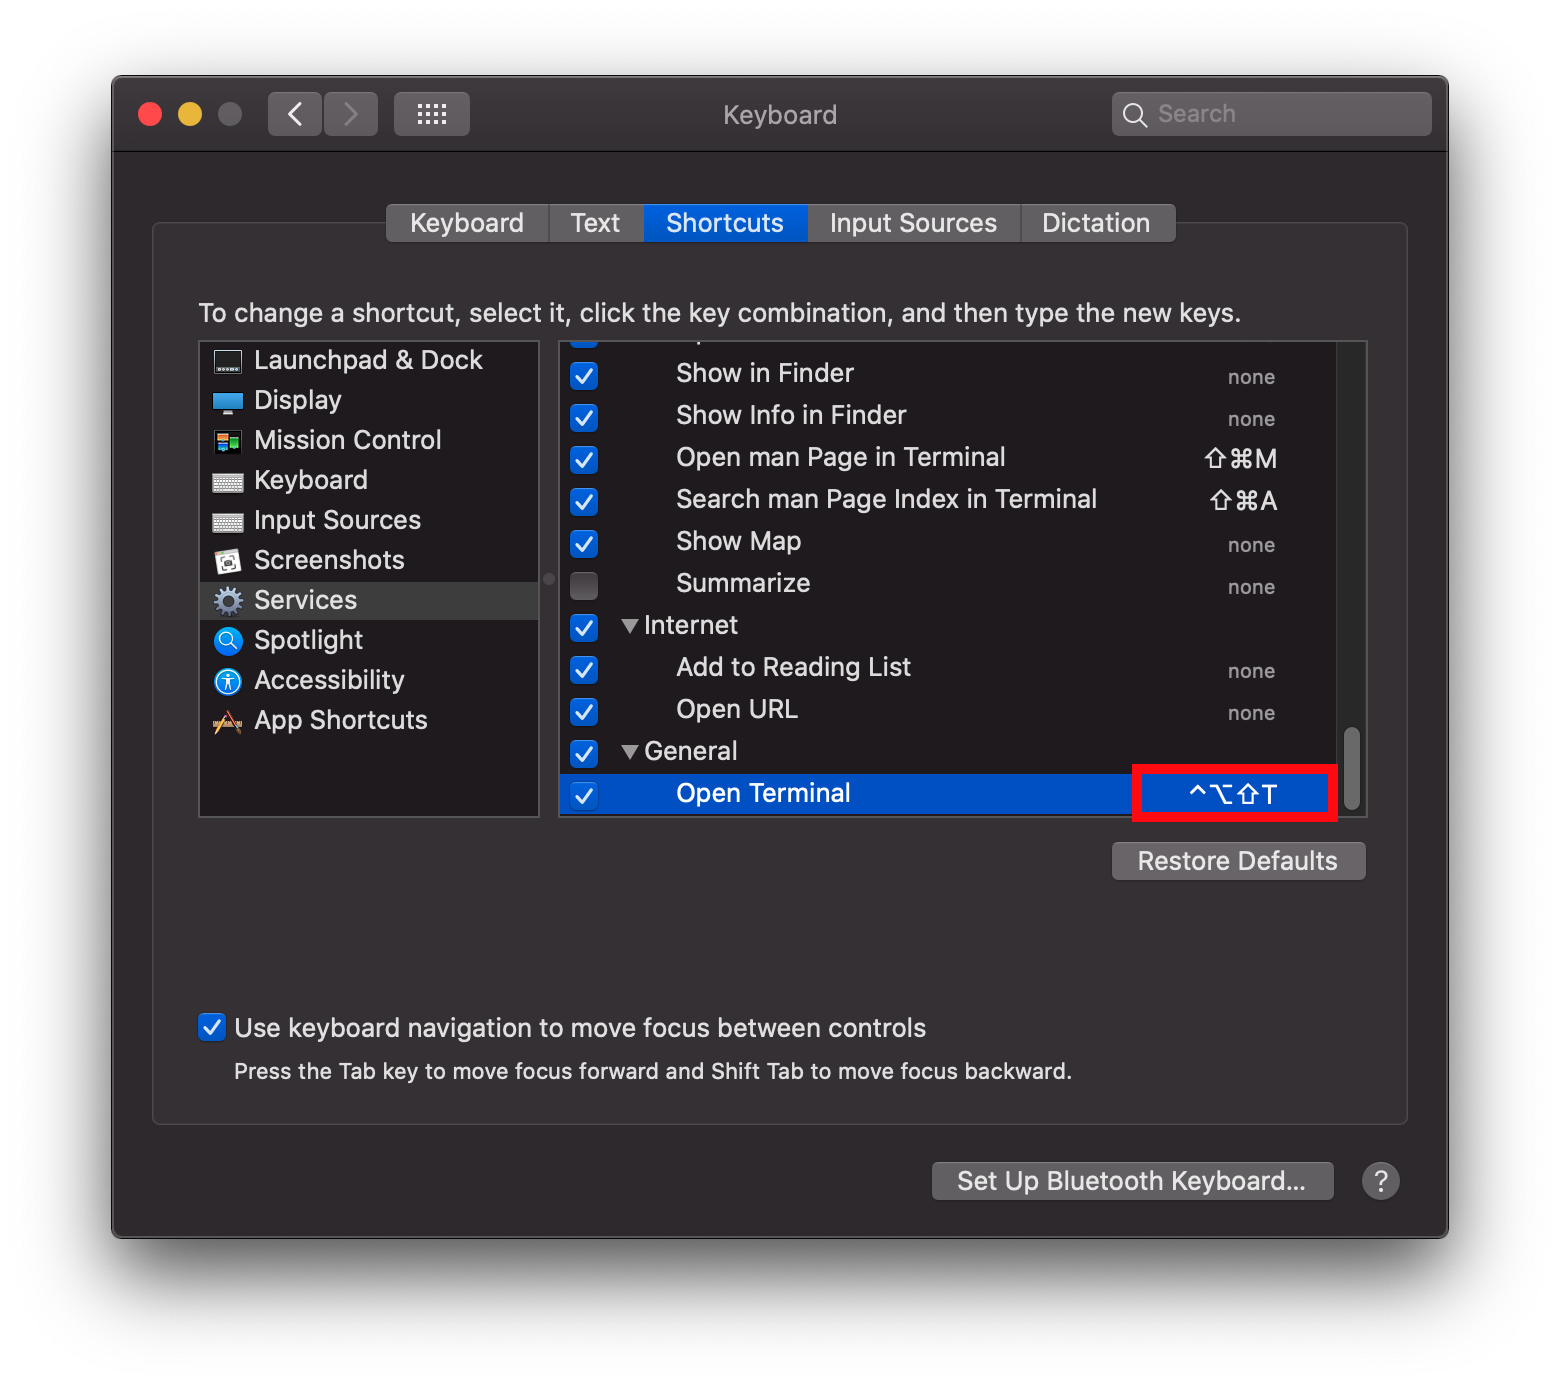 Keyboard
Search
Keyboard Text Shortcuts Input Sources Dictation
To change a shortcut, select it, click the key combination, and then type the new keys.
Launchpad & Dock
Display
Mission Control
Keyboard
Input Sources
Screenshots
Services
Spotlight
Accessibility
App Shortcuts
Show in Finder none
Show Info in Finder none
Open man Page in Terminal ⇧⌘M
Search man Page Index in Terminal ⇧⌘A
Show Map none
Summarize none
Internet
Add to Reading List none
Open URL none
General
Open Terminal ^⌥⇧T
Restore Defaults
Use keyboard navigation to move focus between controls
Press the Tab key to move focus forward and Shift Tab to move focus backward.
Set Up Bluetooth Keyboard... ?